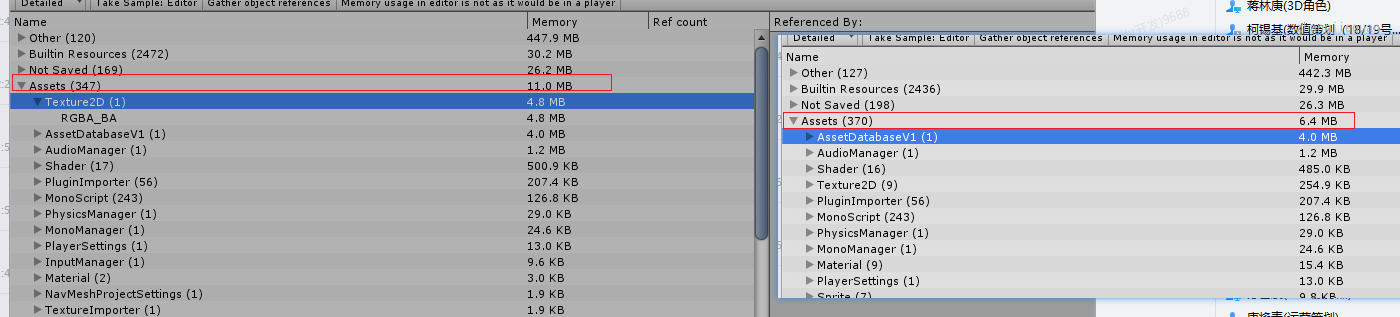 Detailed Take Sample: Editor Gather object references Memory usage in editor is not as it would be in a player
Name Memory Ref count Referenced By:
Other (120) 447.9 MB
Builtin Resources (2472) 30.2 MB
Not Saved (169) 26.2 MB
Assets (347) 11.0 MB
Texture2D (1) 4.8 MB
RGBA_BA 4.8 MB
AssetDatabaseV1 (1) 4.0 MB
AudioManager (1) 1.2 MB
Shader (17) 500.9 KB
PluginImporter (56) 207.4 KB
MonoScript (243) 126.8 KB
PhysicsManager (1) 29.0 KB
MonoManager (1) 24.6 KB
PlayerSettings (1) 13.0 KB
InputManager (1) 9.6 KB
Material (2) 3.0 KB
NavMeshProjectSettings (1) 1.9 KB
TextureImporter (1) 1.9 KB
Detailed Take Sample: Editor Gather object references Memory usage in editor is not as it would be in a player
Name Memory
Other (127) 442.3 MB
Builtin Resources (2436) 29.9 MB
Not Saved (198) 26.3 MB
Assets (370) 6.4 MB
AssetDatabaseV1 (1) 4.0 MB
AudioManager (1) 1.2 MB
Shader (16) 485.0 KB
Texture2D (9) 254.9 KB
PluginImporter (56) 207.4 KB
MonoScript (243) 126.8 KB
PhysicsManager (1) 29.0 KB
MonoManager (1) 24.6 KB
Material (9) 15.4 KB
PlayerSettings (1) 13.0 KB
Sprite (7) 9.8 KB
蒋林庚(3D角色)
柯锡基(数值策划 (18/19号...